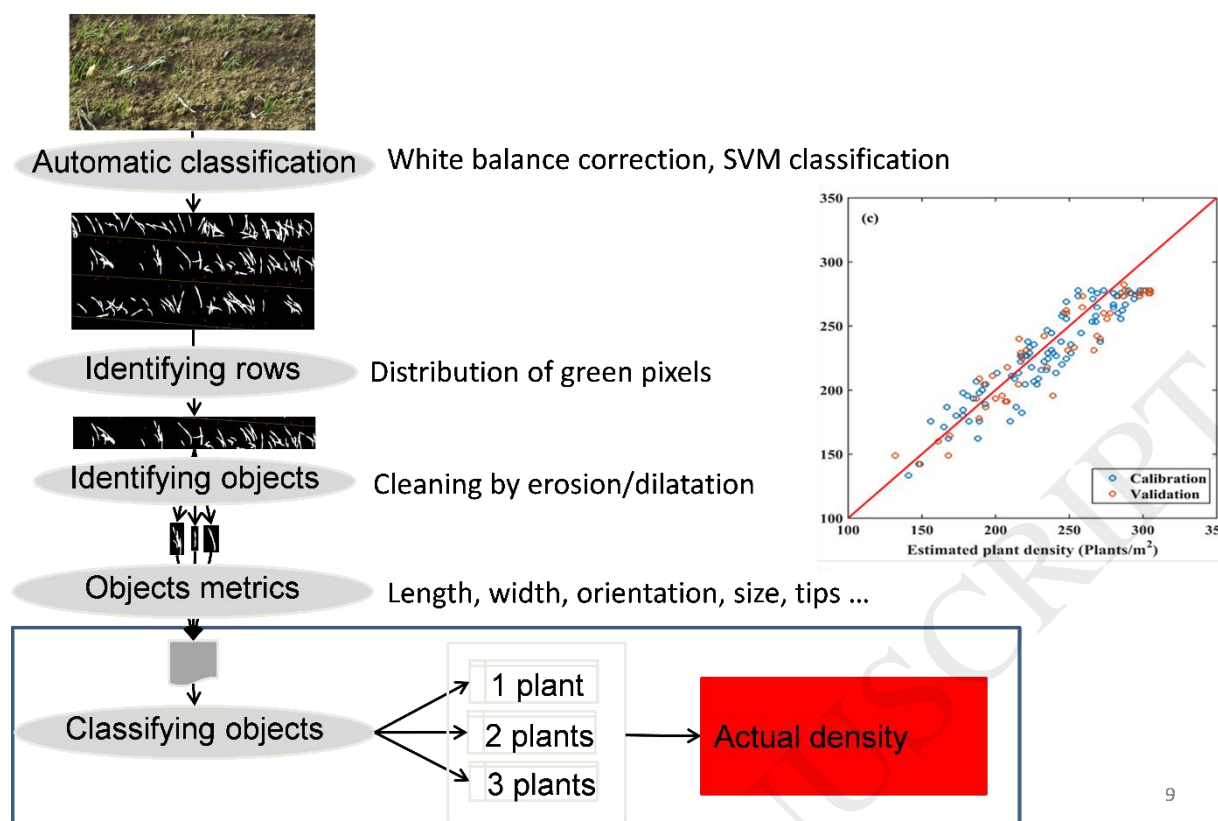 Automatic classification
White balance correction, SVM classification
Identifying rows
Distribution of green pixels
Identifying objects
Cleaning by erosion/dilatation
Objects metrics
Length, width, orientation, size, tips ...
Classifying objects
1 plant
2 plants
3 plants
Actual density
350
(c)
300
250
200
150
100
Calibration
Validation
100 150 200 250 300 35
Estimated plant density (Plants/m²)
USCRIPT
9